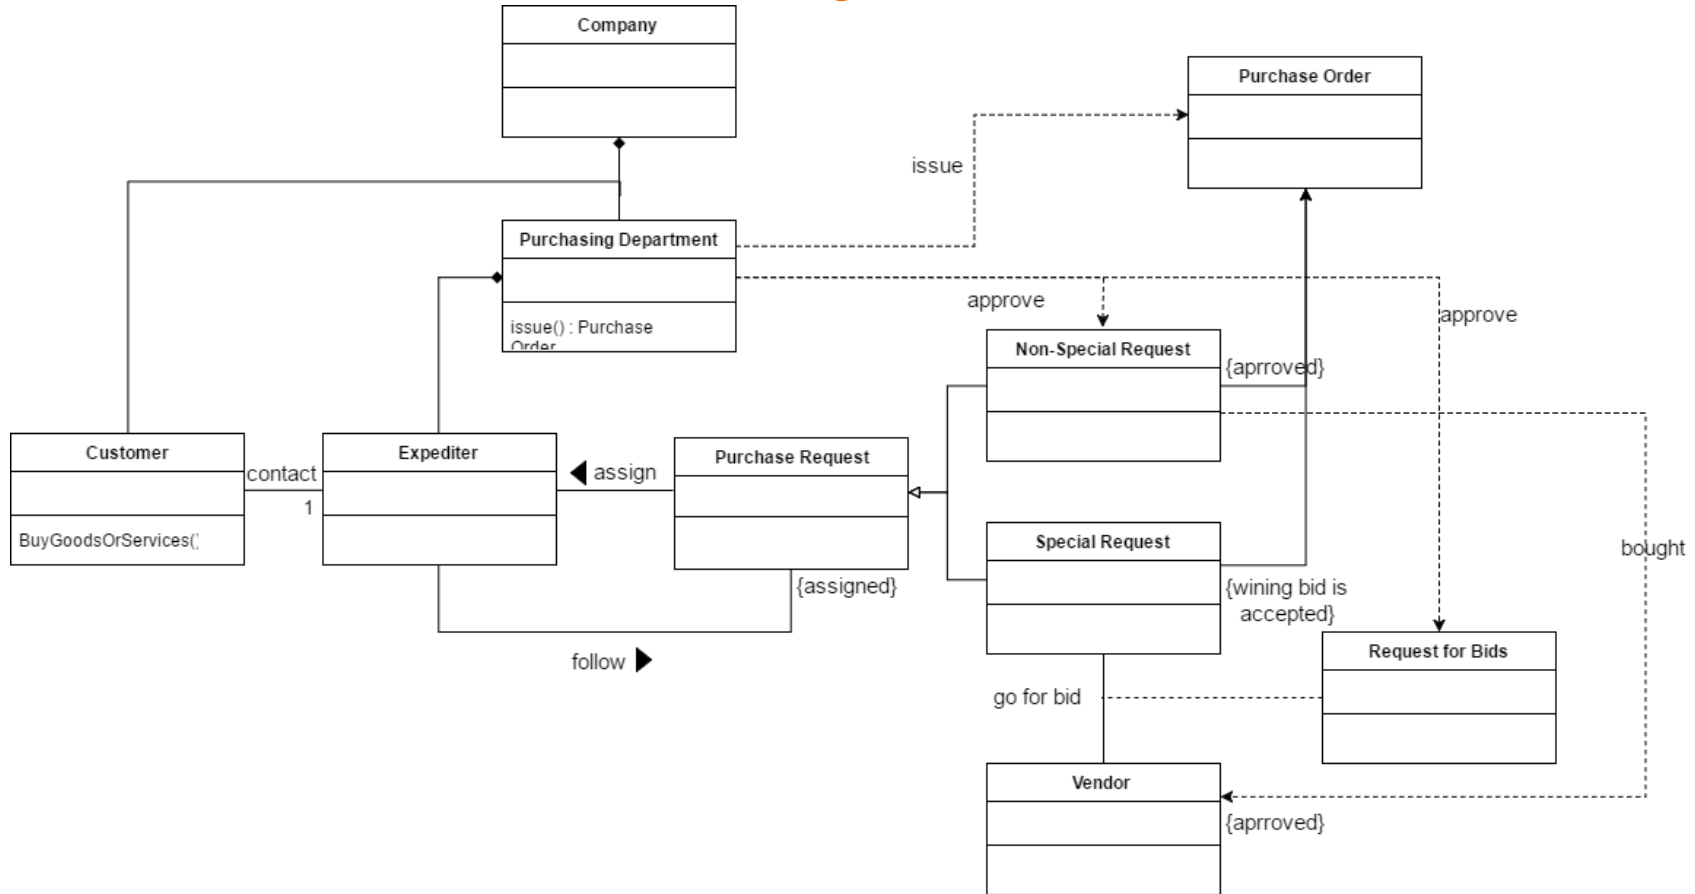 Company
Purchase Order
issue
Purchasing Department
issue() : Purchase
Order
approve
approve
Non-Special Request
{aprroved}
Customer
contact
1
BuyGoodsOrServices()
Expediter
assign
Purchase Request
{assigned}
follow
Special Request
{wining bid is
accepted}
bought
Request for Bids
go for bid
Vendor
{aprroved}